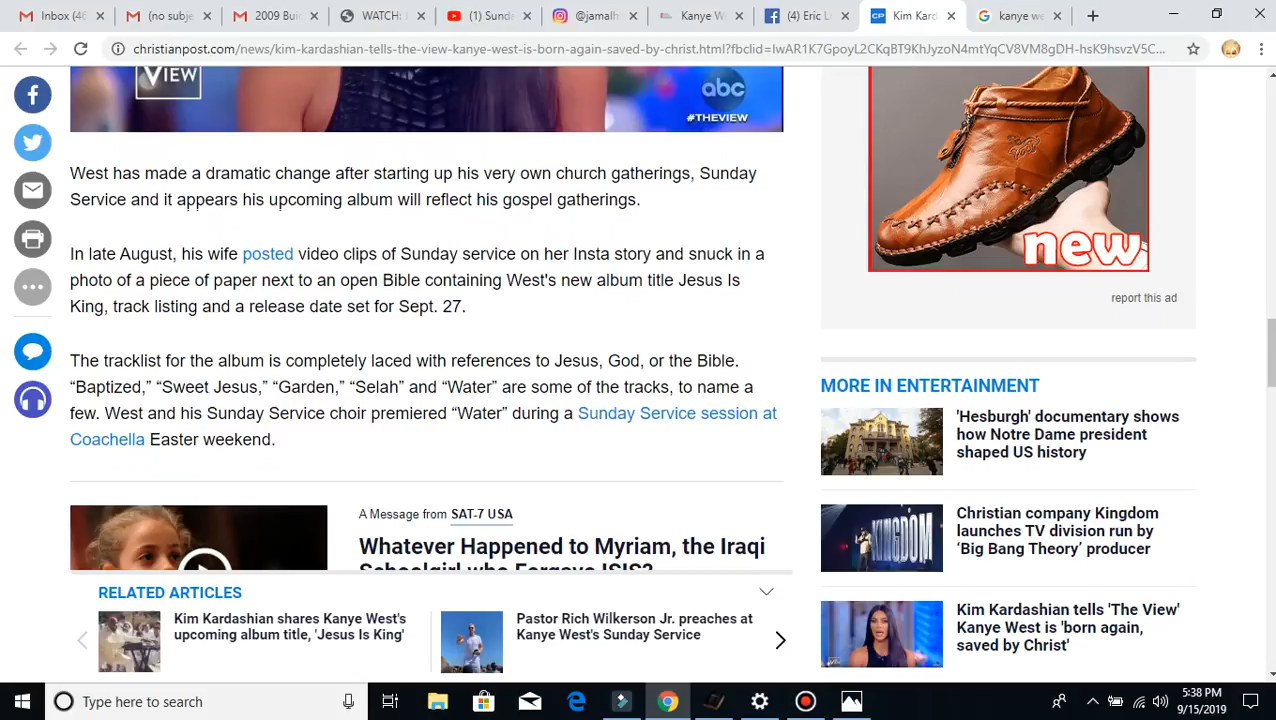 Inbox (46
(no subje
2009 Bui
WATCH: J
(1) Sunda
@jamalh
Kanye We
(4) Eric L
CP
Kim Kard
kanye we
christianpost.com/news/kim-kardashian-tells-the-view-kanye-west-is-born-again-saved-by-christ.html?fbclid=IwAR1K7GpoyL2CKqBT9KhJyzoN4mtYqCV8VM8gDH-hsK9hsvzV5C...
VIEW
abc
#THEVIEW
West has made a dramatic change after starting up his very own church gatherings, Sunday
Service and it appears his upcoming album will reflect his gospel gatherings.
In late August, his wife posted video clips of Sunday service on her Insta story and snuck in a
photo of a piece of paper next to an open Bible containing West's new album title Jesus Is
King, track listing and a release date set for Sept. 27.
The tracklist for the album is completely laced with references to Jesus, God, or the Bible.
“Baptized,” “Sweet Jesus,” “Garden,” “Selah” and “Water” are some of the tracks, to name a
few. West and his Sunday Service choir premiered “Water” during a Sunday Service session at
Coachella Easter weekend.
A Message from SAT-7 USA
Whatever Happened to Myriam, the Iraqi
Schoolgirl who Forgave ISIS?
RELATED ARTICLES
Kim Kardashian shares Kanye West's
upcoming album title, 'Jesus Is King'
Pastor Rich Wilkerson Jr. preaches at
Kanye West's Sunday Service
new
report this ad
MORE IN ENTERTAINMENT
'Hesburgh' documentary shows
how Notre Dame president
shaped US history
KINGDOM
Christian company Kingdom
launches TV division run by
‘Big Bang Theory’ producer
Kim Kardashian tells 'The View'
Kanye West is 'born again,
saved by Christ'
Type here to search
3:38 PM
9/15/2019